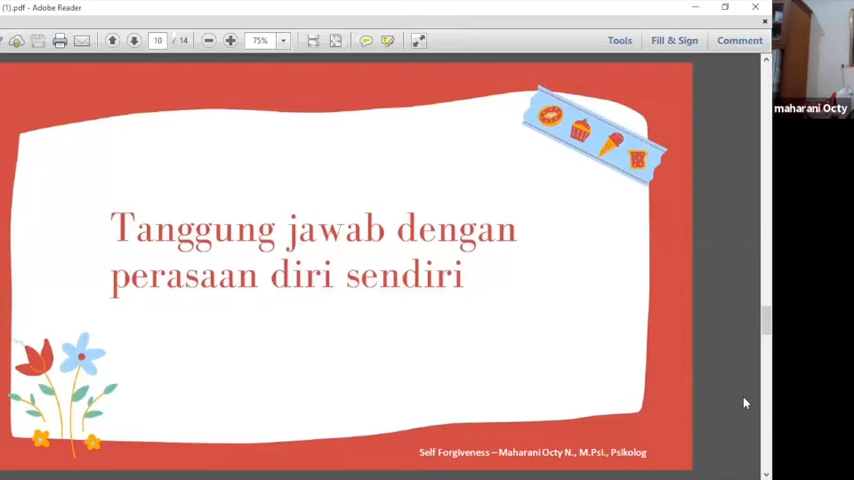 (1).pdf - Adobe Reader
10 / 14
75%
Tools
Fill & Sign
Comment
maharani Octy
Tanggung jawab dengan
perasaan diri sendiri
Self Forgiveness – Maharani Octy N., M.Psi., Psikolog